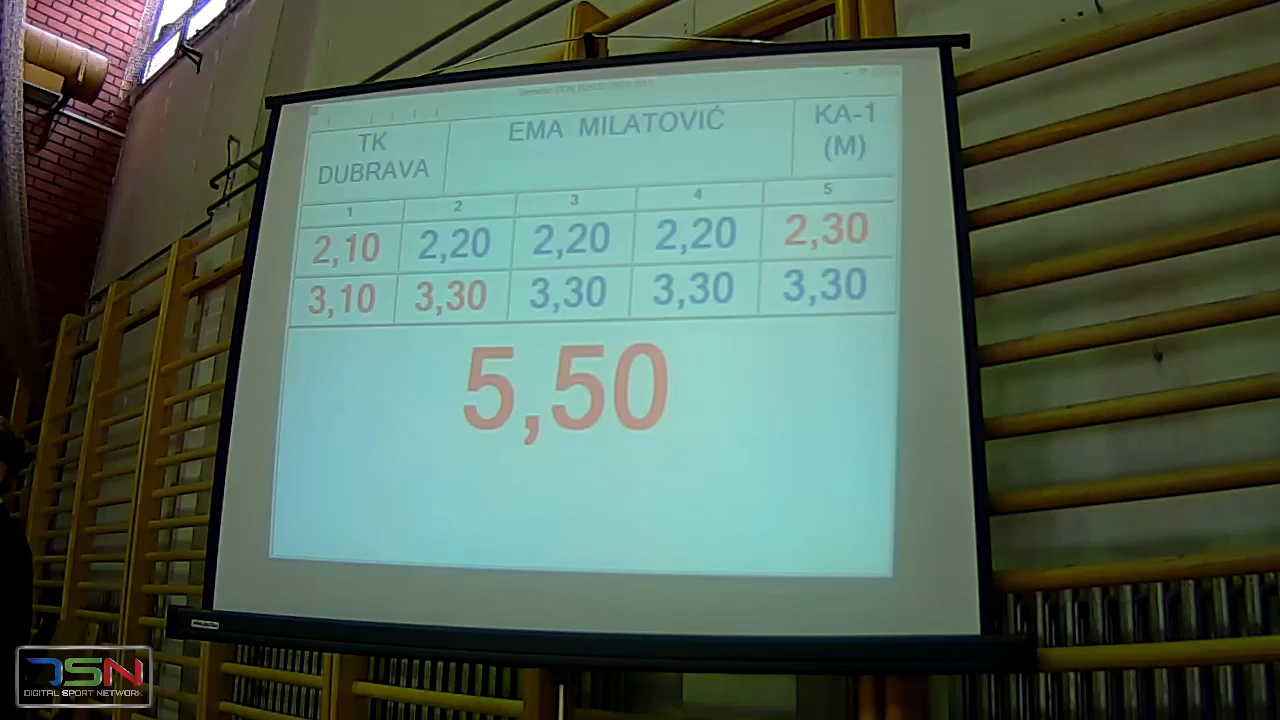 TK DUBRAVA
EMA MILATOVIĆ
KA-1 (M)
1 2 3 4 5
2,10 2,20 2,20 2,20 2,30
3,10 3,30 3,30 3,30 3,30
5,50
DSN
DIGITAL SPORT NETWORK